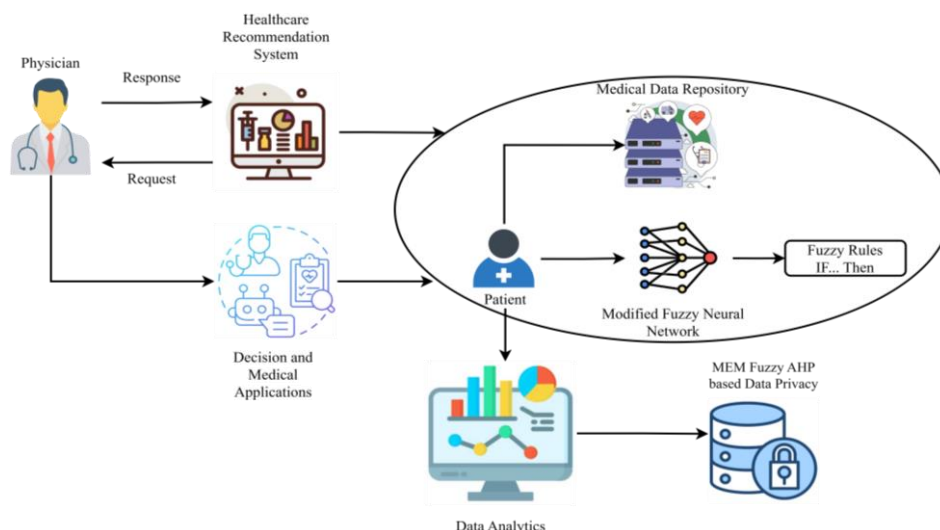 Healthcare
Recommendation
System
Physician
Response
Request
Medical Data Repository
Patient
Modified Fuzzy Neural
Network
Fuzzy Rules
IF... Then
Decision and
Medical
Applications
MEM Fuzzy AHP
based Data Privacy
Data Analytics